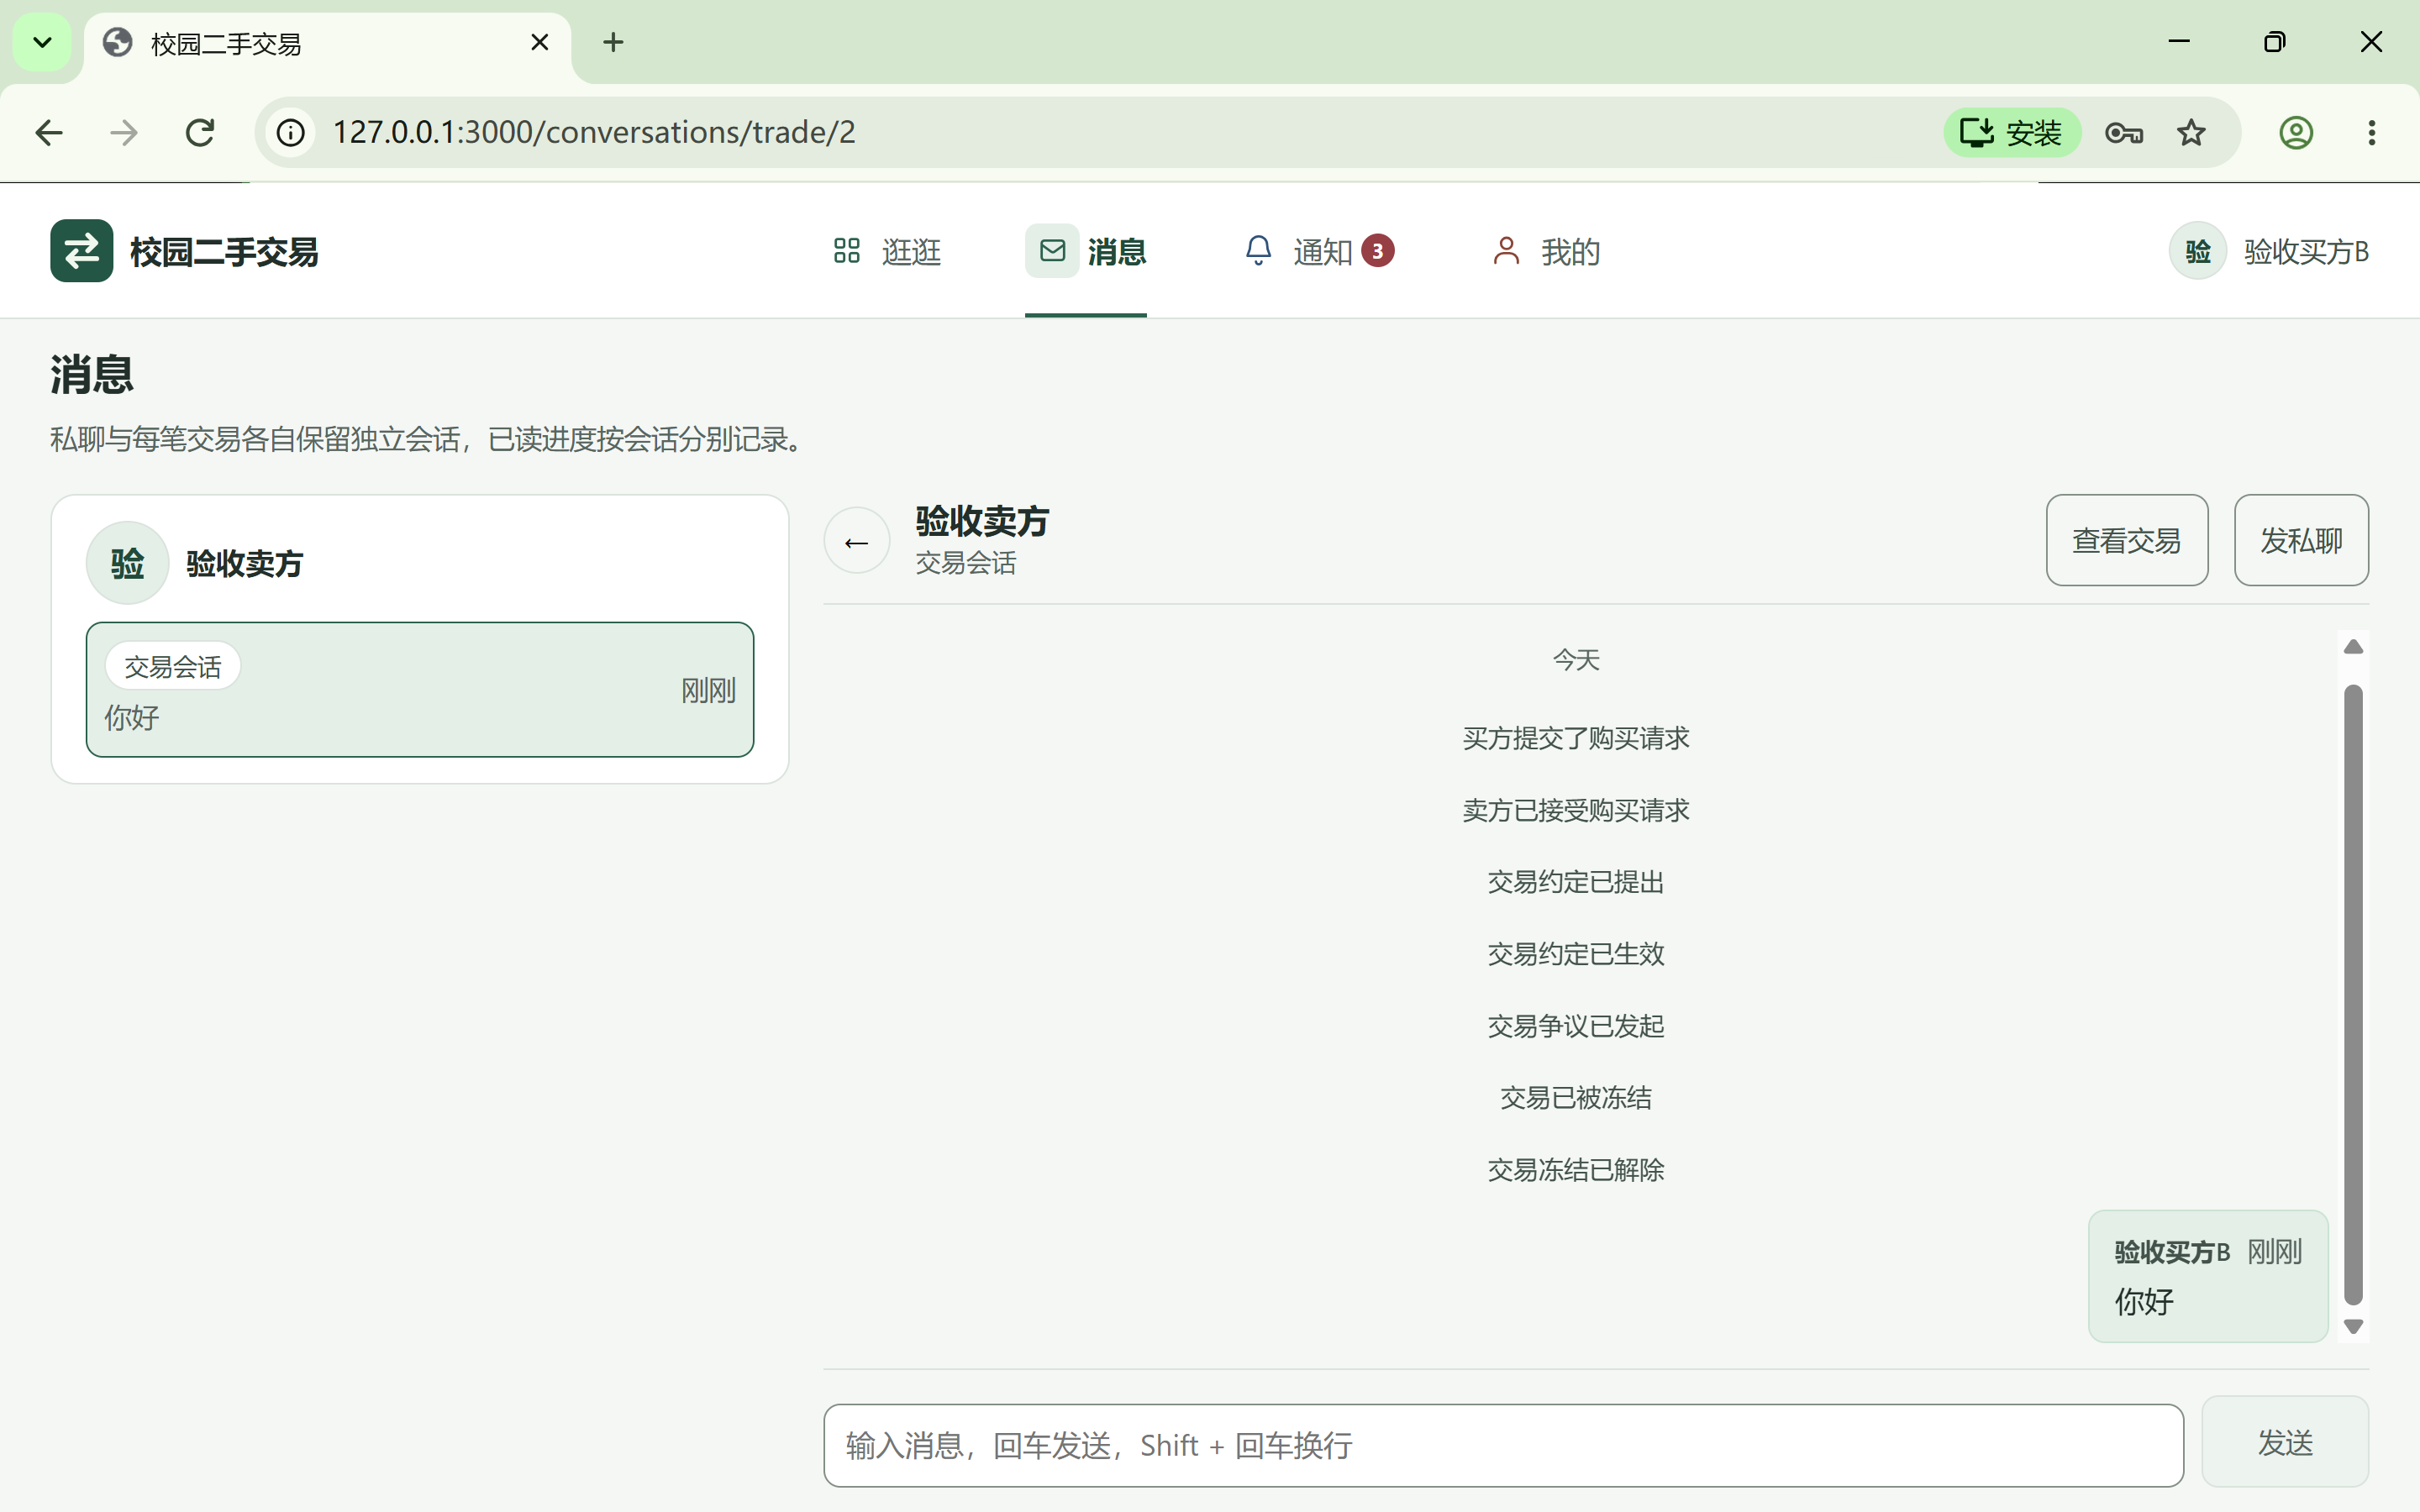 校园二手交易
127.0.0.1:3000/conversations/trade/2
安装
校园二手交易
逛逛
消息
通知 3
我的
验 验收买方B
消息
私聊与每笔交易各自保留独立会话，已读进度按会话分别记录。
验 验收卖方
交易会话
刚刚
你好
←
验收卖方
交易会话
查看交易
发私聊
今天
买方提交了购买请求
卖方已接受购买请求
交易约定已提出
交易约定已生效
交易争议已发起
交易已被冻结
交易冻结已解除
验收买方B 刚刚
你好
输入消息，回车发送，Shift + 回车换行
发送